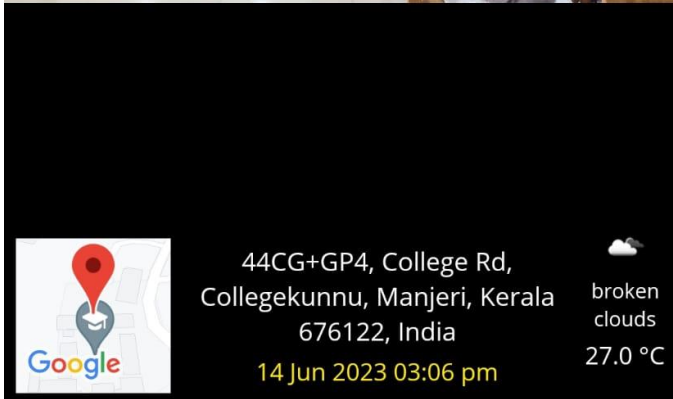 44CG+GP4, College Rd,
Collegekunnu, Manjeri, Kerala
676122, India
14 Jun 2023 03:06 pm
Google
broken
clouds
27.0 °C